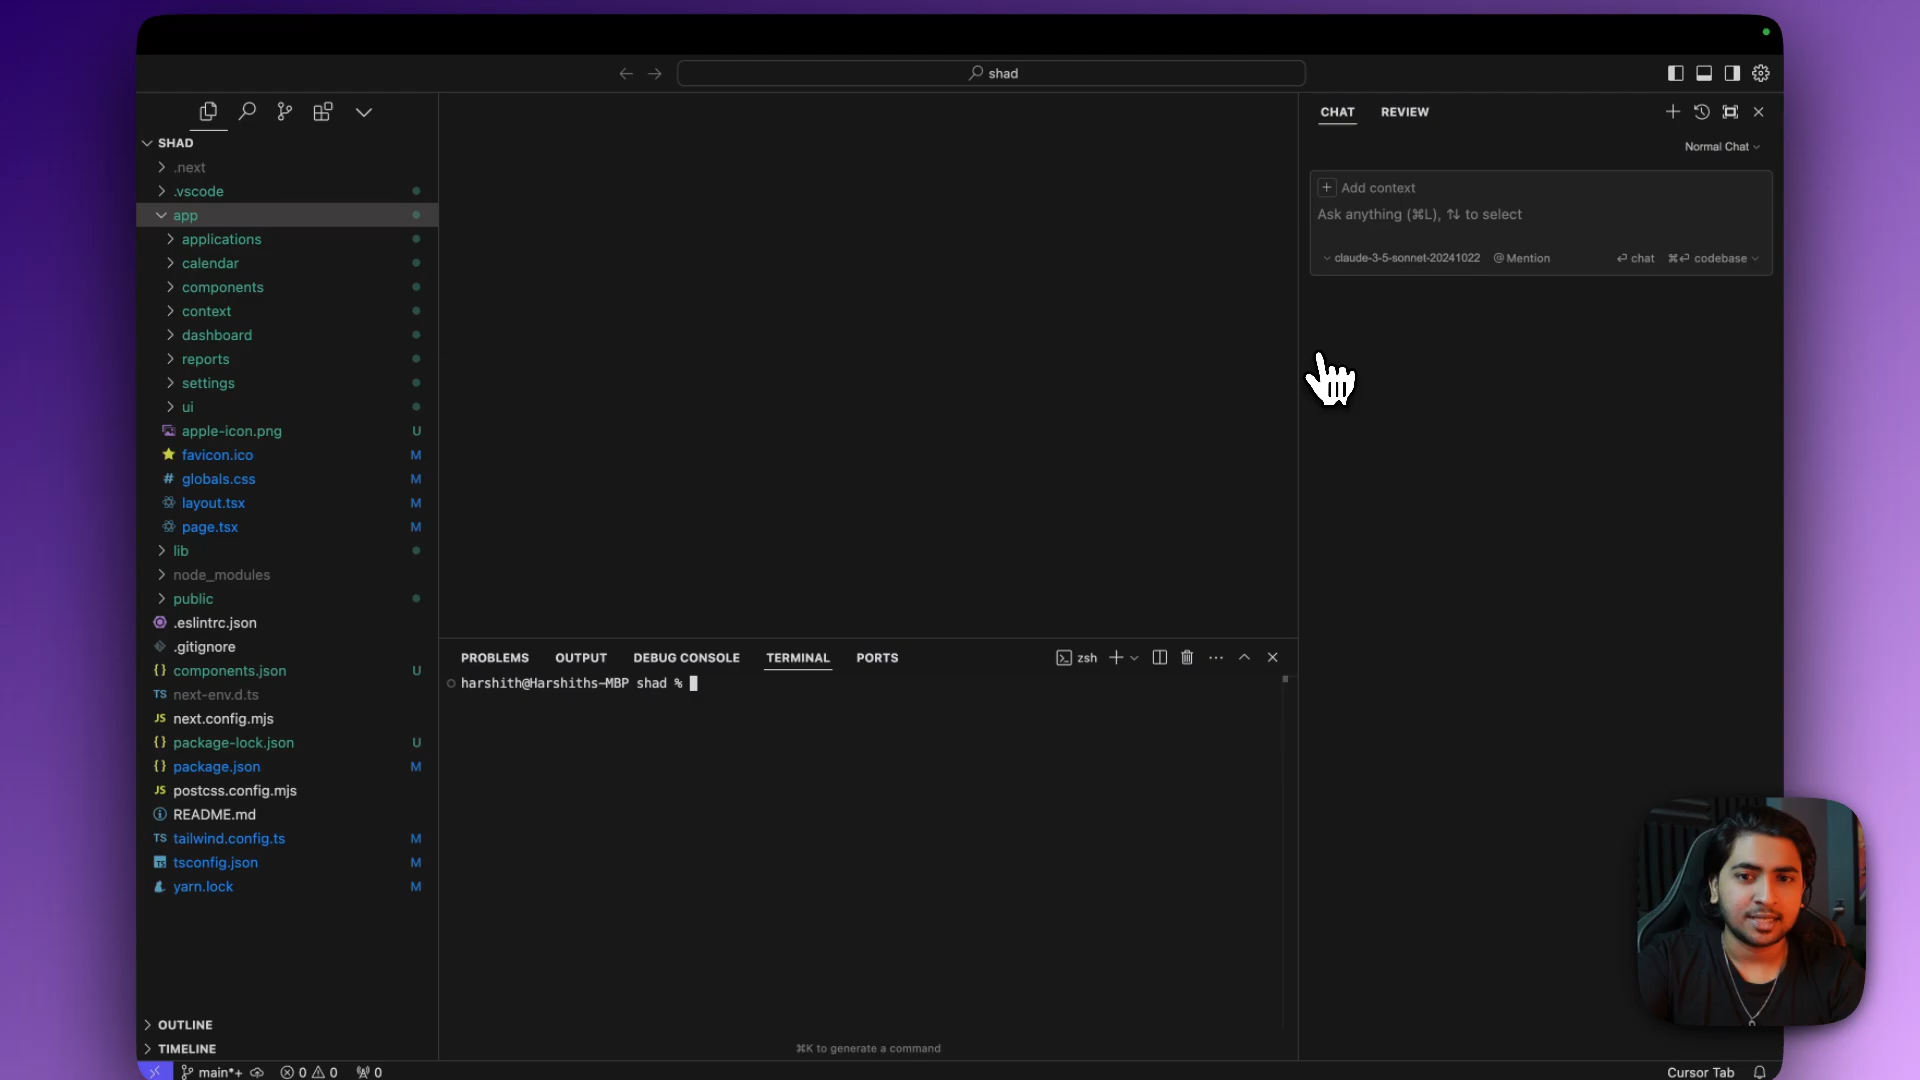 shad
SHAD
.next
.vscode
app
applications
calendar
components
context
dashboard
reports
settings
ui
apple-icon.png U
favicon.ico M
# globals.css M
layout.tsx M
page.tsx M
lib
node_modules
public
.eslintrc.json
.gitignore
{} components.json U
TS next-env.d.ts
JS next.config.mjs
{} package-lock.json U
{} package.json M
JS postcss.config.mjs
README.md
TS tailwind.config.ts M
TS tsconfig.json M
yarn.lock M
OUTLINE
TIMELINE
PROBLEMS OUTPUT DEBUG CONSOLE TERMINAL PORTS
zsh
harshith@Harshiths-MBP shad %
⌘K to generate a command
CHAT REVIEW
Normal Chat
+ Add context
Ask anything (⌘L), ⇅ to select
claude-3-5-sonnet-20241022 @ Mention ⏎ chat ⌘⏎ codebase
main*+ 0 0 0
Cursor Tab